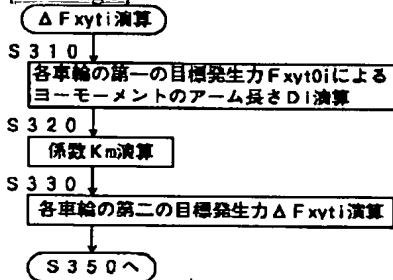 ΔFxyti演算
S310
各車輪の第一の目標発生力Fxyt0iによる
ヨーモーメントのアーム長さDi演算
S320
係数Km演算
S330
各車輪の第二の目標発生力ΔFxyti演算
S350へ